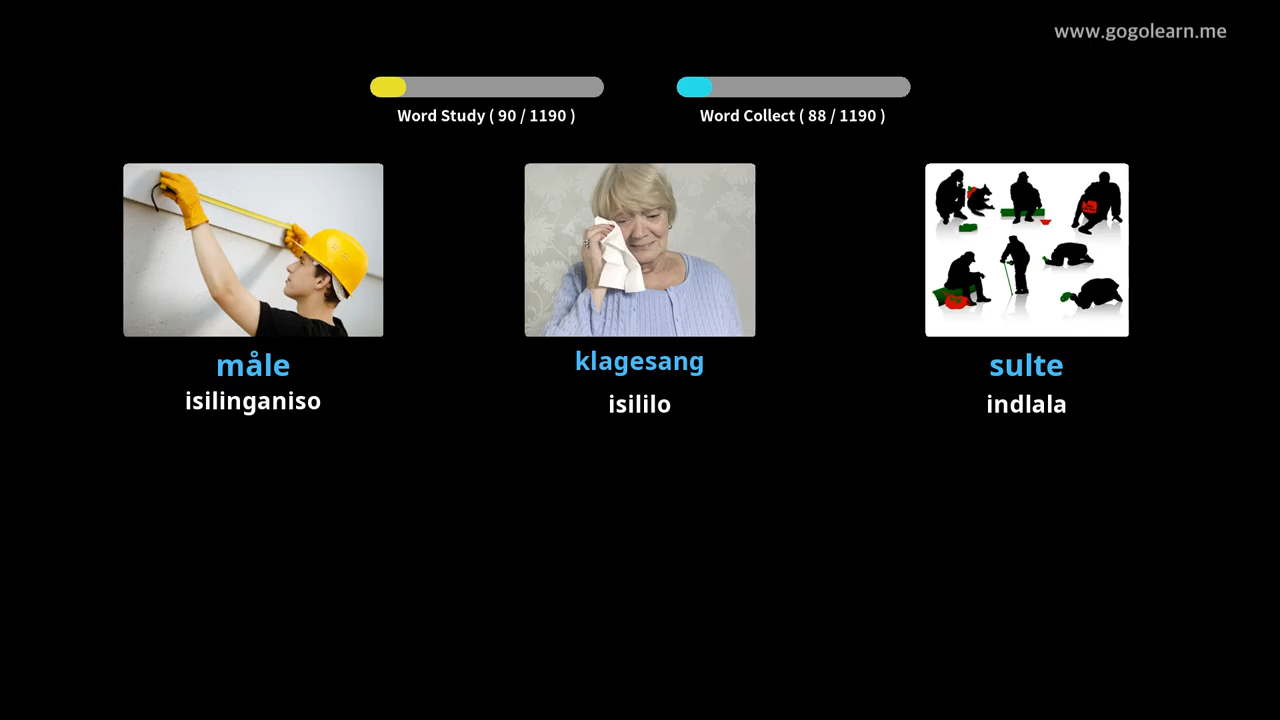 www.gogolearn.me
Word Study ( 90 / 1190 )
Word Collect ( 88 / 1190 )
måle
isilinganiso
klagesang
isililo
sulte
indlala